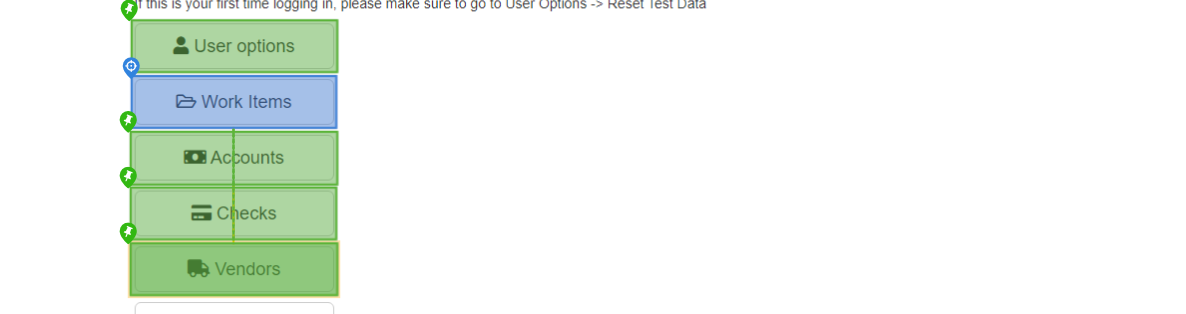 f this is your first time logging in, please make sure to go to User Options -> Reset Test Data
User options
Work Items
Accounts
Checks
Vendors